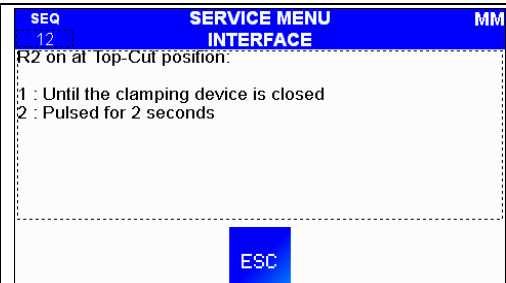 SEQ SERVICE MENU MM
12 INTERFACE
R2 on at Top-Cut position:
1 : Until the clamping device is closed
2 : Pulsed for 2 seconds
ESC